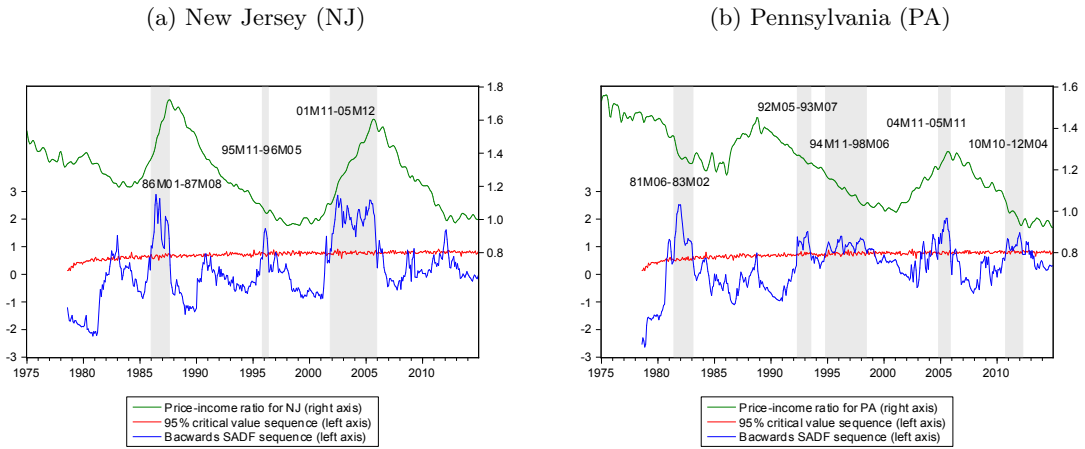 (a) New Jersey (NJ)
1.8
1.6
1.4
1.2
1.0
0.8
3
2
1
0
-1
-2
-3
01M11-05M12
95M11-96M05
86M01-87M08
1975 1980 1985 1990 1995 2000 2005 2010
Price-income ratio for NJ (right axis)
95% critical value sequence (left axis)
Bacwards SADF sequence (left axis)
(b) Pennsylvania (PA)
1.6
1.4
1.2
1.0
0.8
3
2
1
0
-1
-2
-3
92M05-93M07
04M11-05M11
94M11-98M06
10M10-12M04
81M06-83M02
1975 1980 1985 1990 1995 2000 2005 2010
Price-income ratio for PA (right axis)
95% critical value sequence (left axis)
Bacwards SADF sequence (left axis)